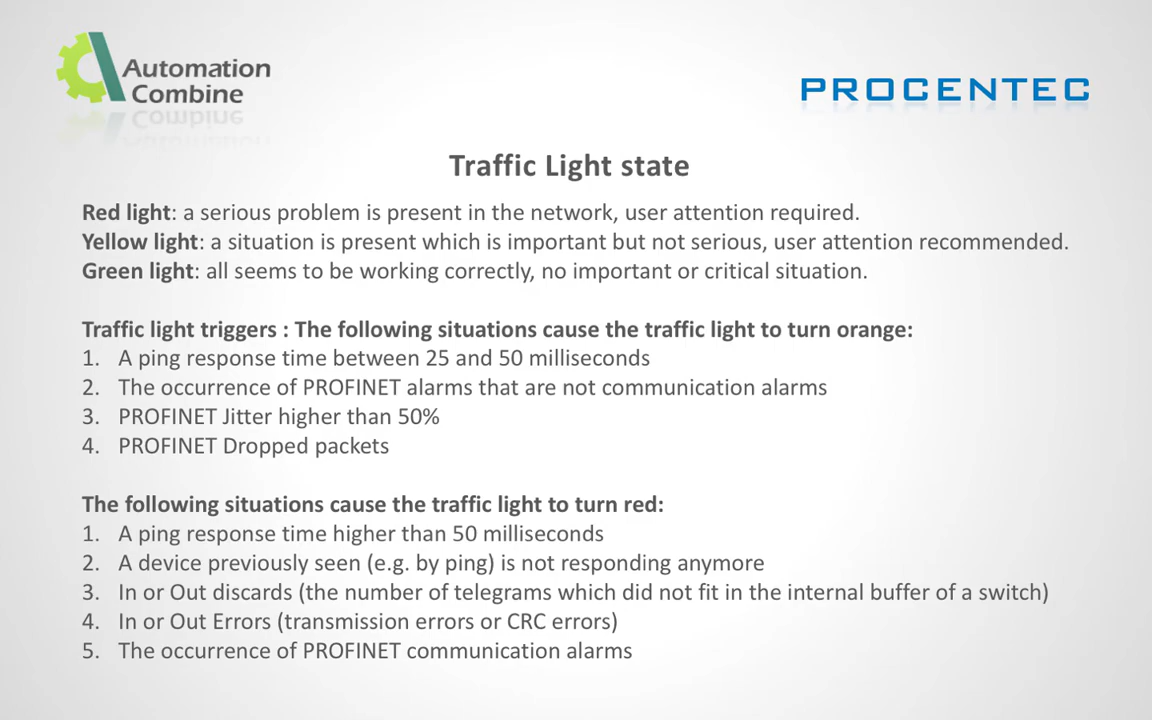 Automation
Combine
PROCENTEC
Traffic Light state
Red light: a serious problem is present in the network, user attention required.
Yellow light: a situation is present which is important but not serious, user attention recommended.
Green light: all seems to be working correctly, no important or critical situation.
Traffic light triggers : The following situations cause the traffic light to turn orange:
1. A ping response time between 25 and 50 milliseconds
2. The occurrence of PROFINET alarms that are not communication alarms
3. PROFINET Jitter higher than 50%
4. PROFINET Dropped packets
The following situations cause the traffic light to turn red:
1. A ping response time higher than 50 milliseconds
2. A device previously seen (e.g. by ping) is not responding anymore
3. In or Out discards (the number of telegrams which did not fit in the internal buffer of a switch)
4. In or Out Errors (transmission errors or CRC errors)
5. The occurrence of PROFINET communication alarms